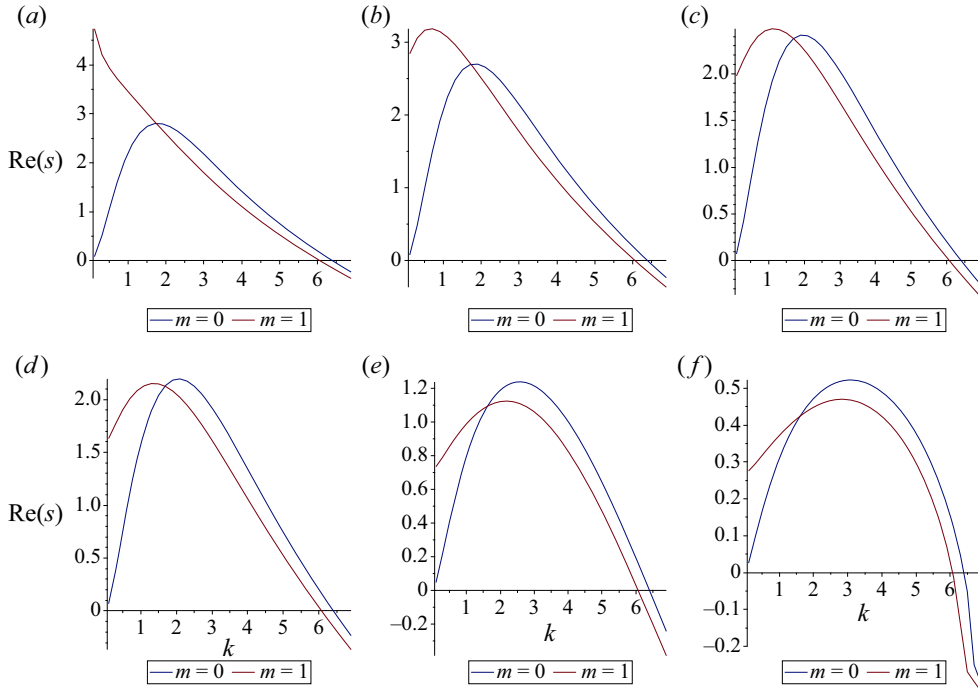 (a) (b) (c)
Re(s)
4
3
2
1
0
1 2 3 4 5 6
3
2
1
0
1 2 3 4 5 6
2.0
1.5
1.0
0.5
0
1 2 3 4 5 6
m = 0 m = 1
m = 0 m = 1
m = 0 m = 1
(d) (e) (f)
Re(s)
2.0
1.5
1.0
0.5
0
1 2 3 4 5 6
k
1.2
1.0
0.8
0.6
0.4
0.2
0
−0.2
1 2 3 4 5 6
k
0.5
0.4
0.3
0.2
0.1
0
−0.1
−0.2
1 2 3 4 5 6
k
m = 0 m = 1
m = 0 m = 1
m = 0 m = 1